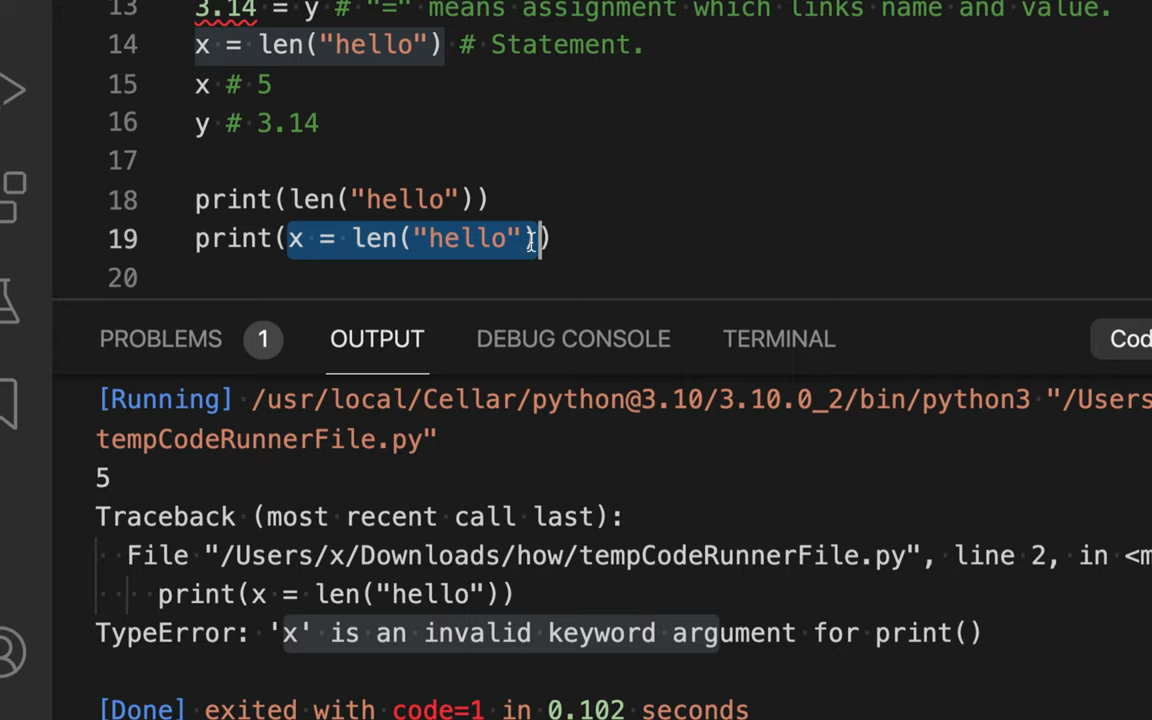 13 3.14 = y # "=" means assignment which links name and value.
14 x = len("hello") # Statement.
15 x # 5
16 y # 3.14
17
18 print(len("hello"))
19 print(x = len("hello"))
20
PROBLEMS 1 OUTPUT DEBUG CONSOLE TERMINAL Cod
[Running] /usr/local/Cellar/python@3.10/3.10.0_2/bin/python3 "/Users
tempCodeRunnerFile.py"
5
Traceback (most recent call last):
File "/Users/x/Downloads/how/tempCodeRunnerFile.py", line 2, in <m
print(x = len("hello"))
TypeError: 'x' is an invalid keyword argument for print()
[Done] exited with code=1 in 0.102 seconds